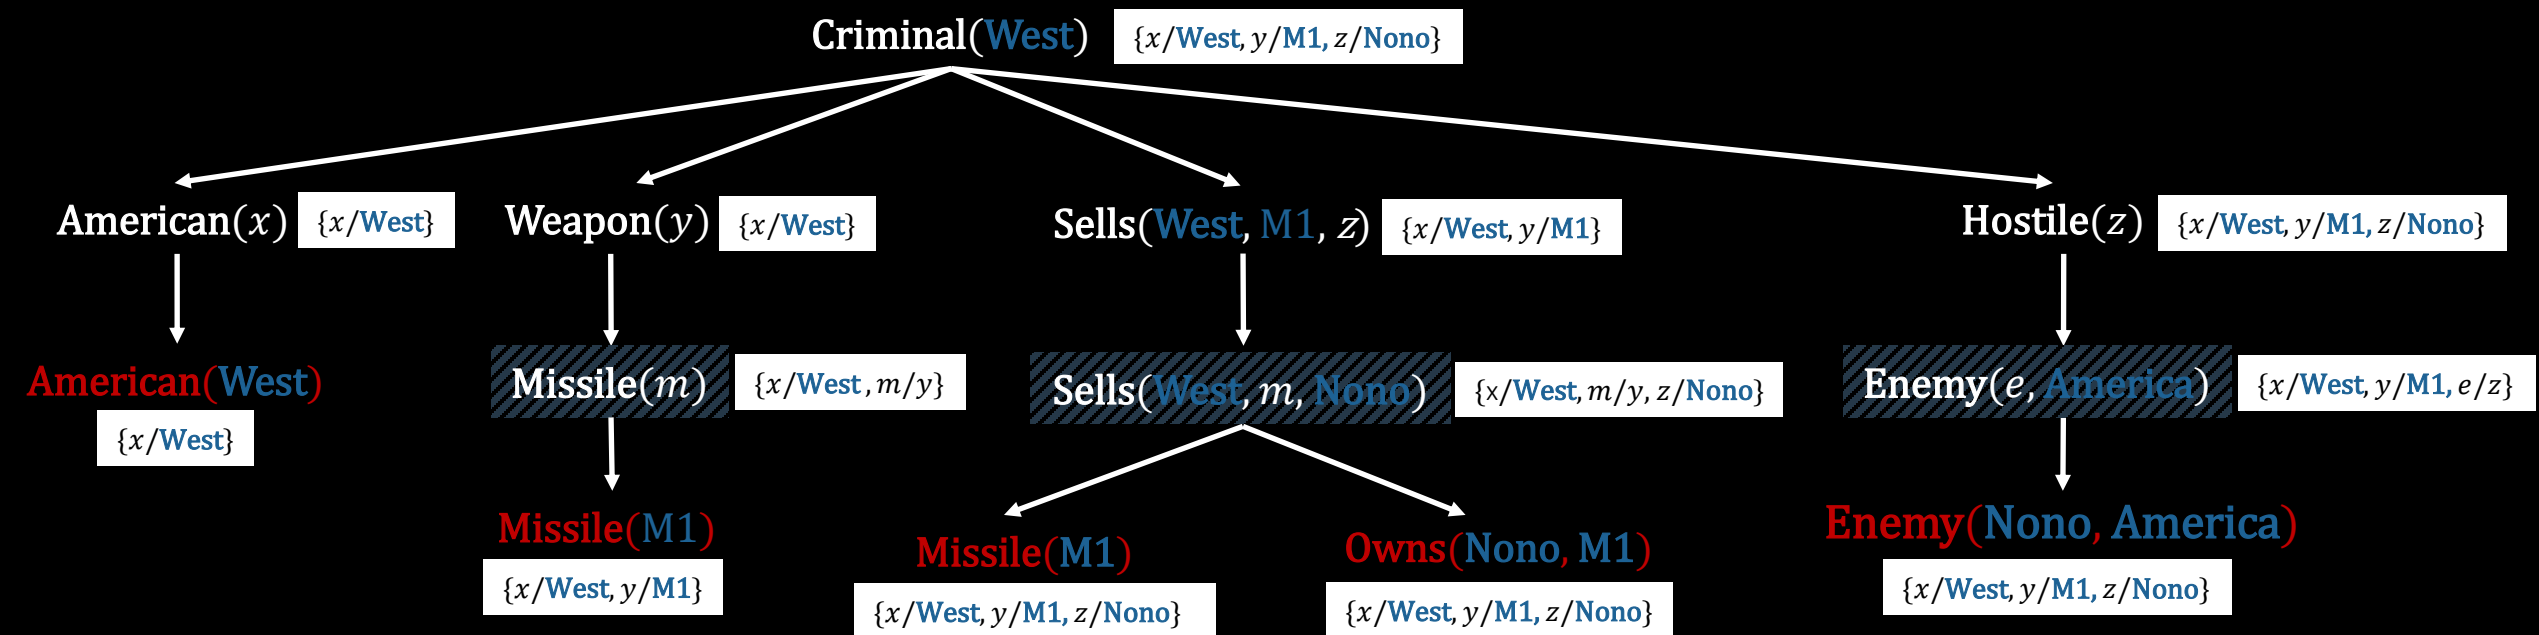 Criminal(West) {x/West, y/M1, z/Nono}
American(x) {x/West} Weapon(y) {x/West} Sells(West, M1, z) {x/West, y/M1} Hostile(z) {x/West, y/M1, z/Nono}
American(West) Missile(m) {x/West, m/y} Sells(West, m, Nono) {x/West, m/y, z/Nono} Enemy(e, America) {x/West, y/M1, e/z}
{x/West}
Missile(M1) Missile(M1) Owns(Nono, M1) Enemy(Nono, America)
{x/West, y/M1} {x/West, y/M1, z/Nono} {x/West, y/M1, z/Nono} {x/West, y/M1, z/Nono}